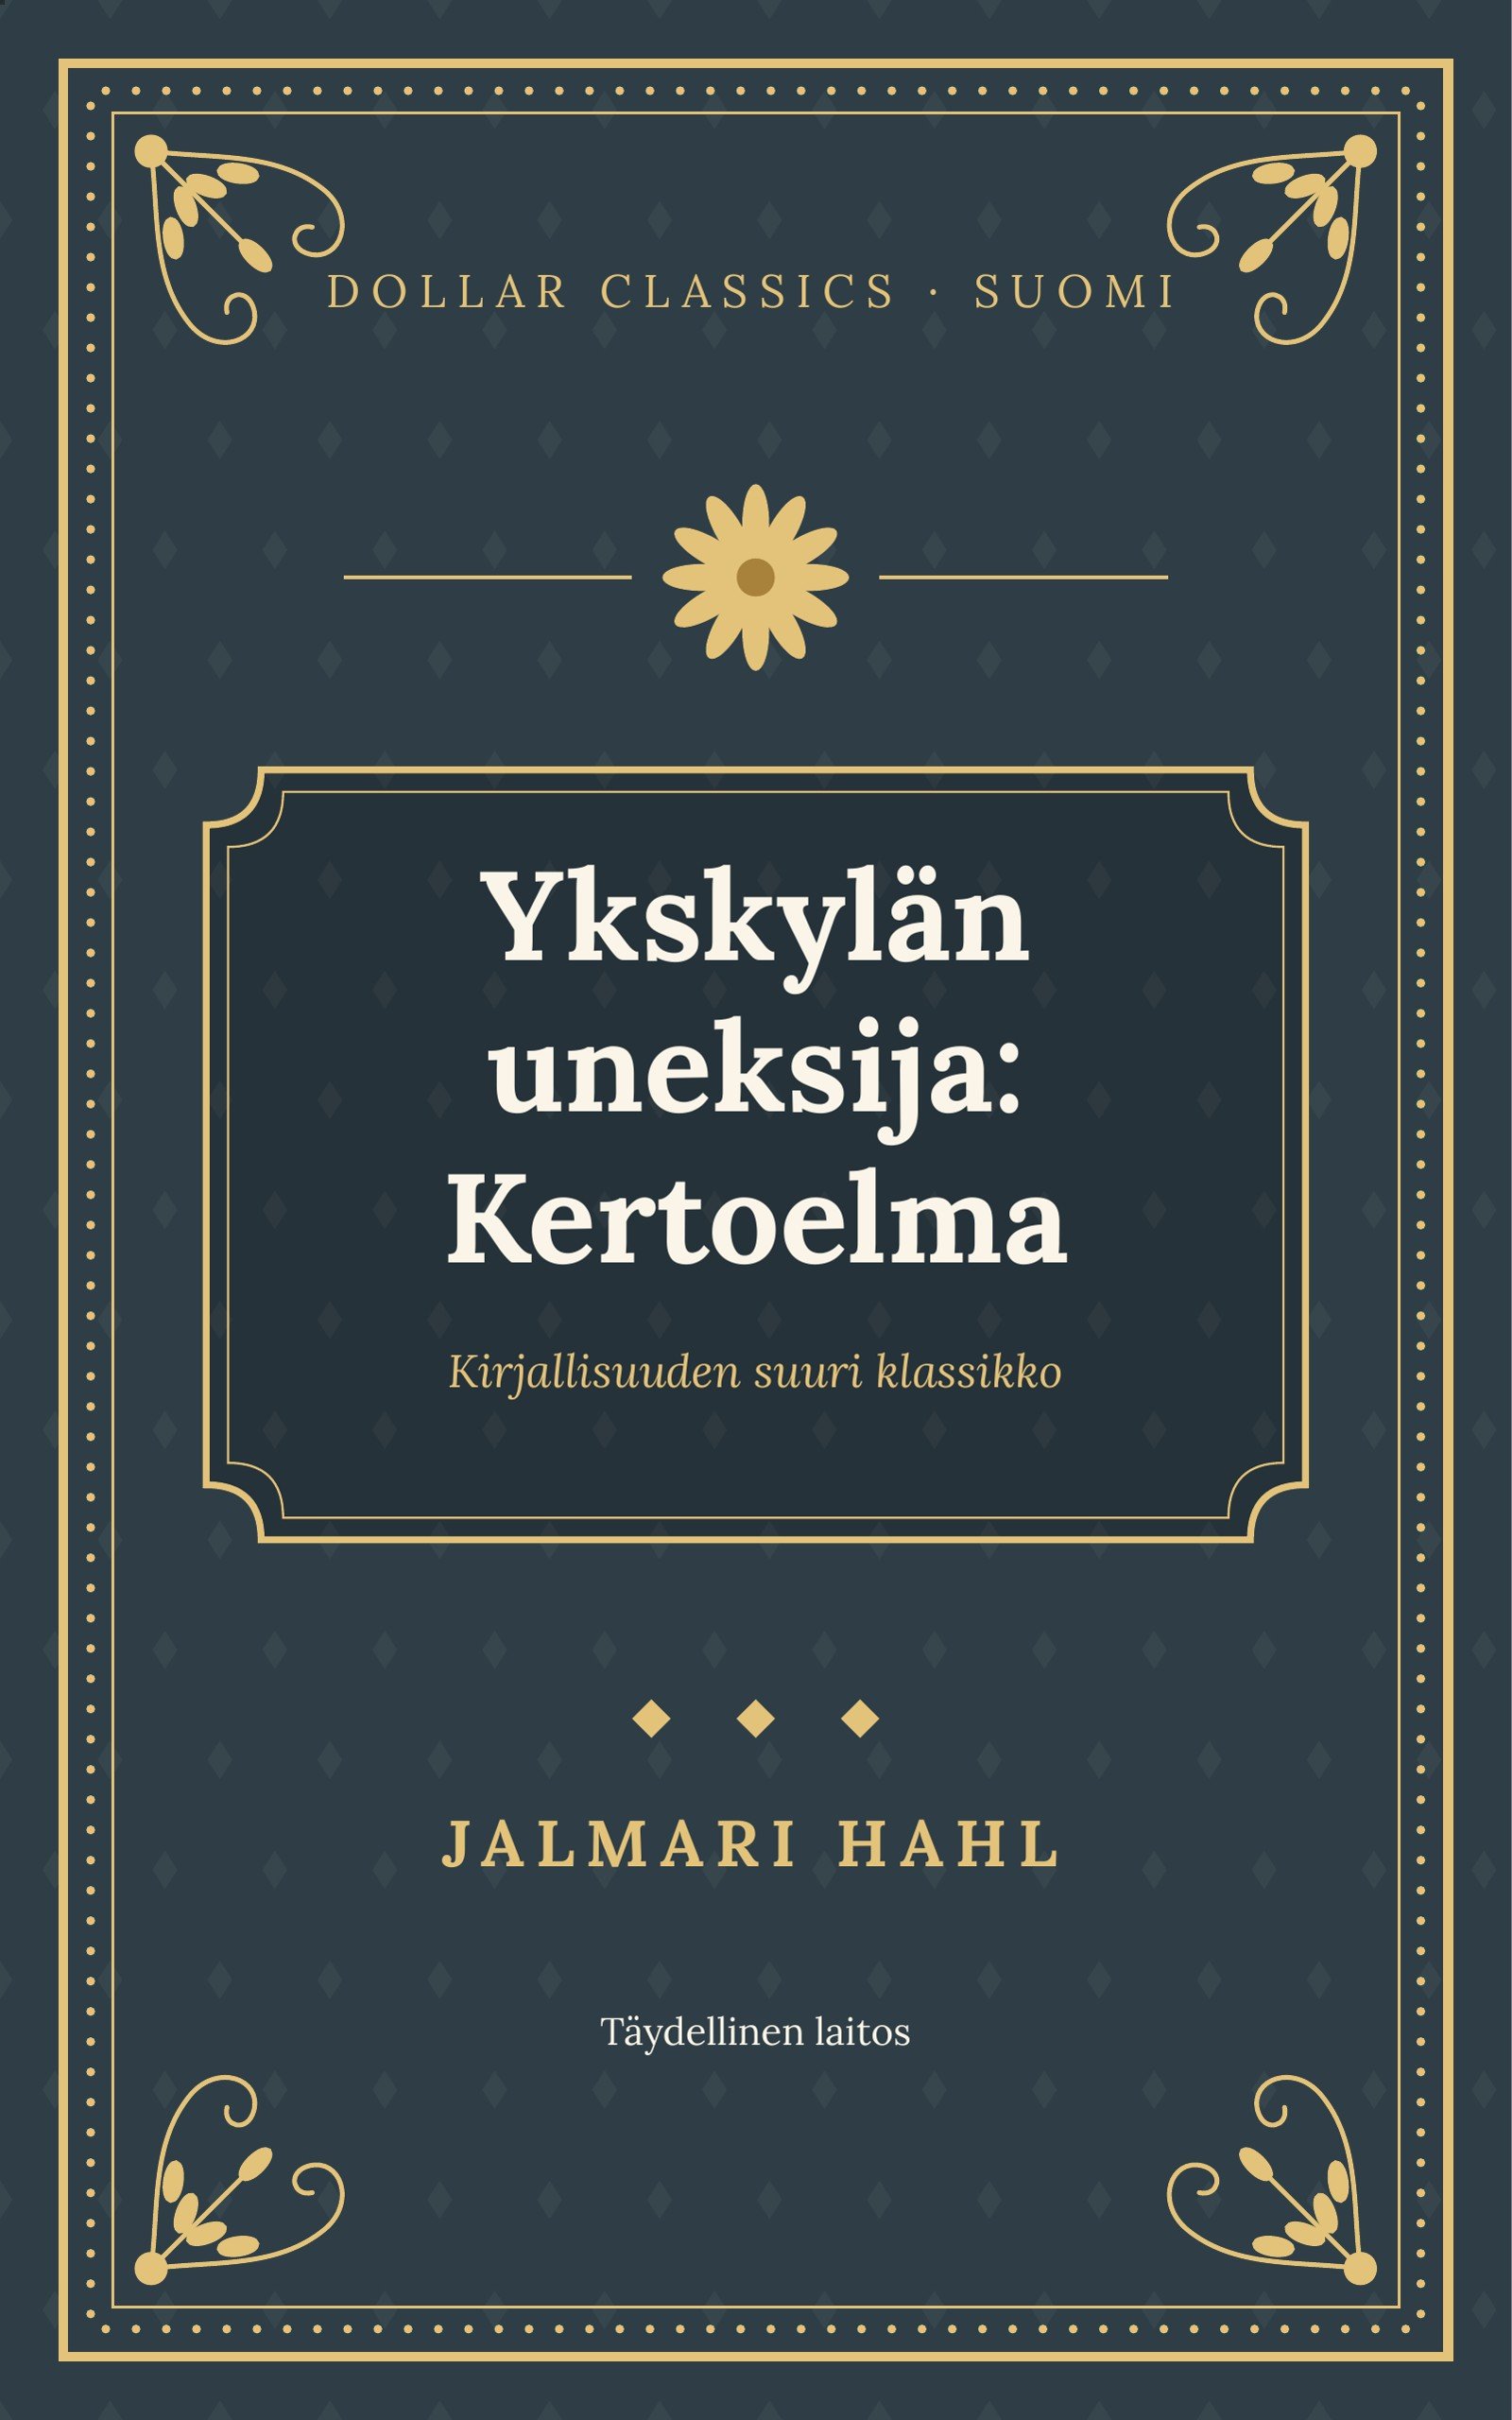 DOLLAR CLASSICS · SUOMI
Ykskylän
uneksija:
Kertoelma
Kirjallisuuden suuri klassikko
JALMARI HAHL
Täydellinen laitos